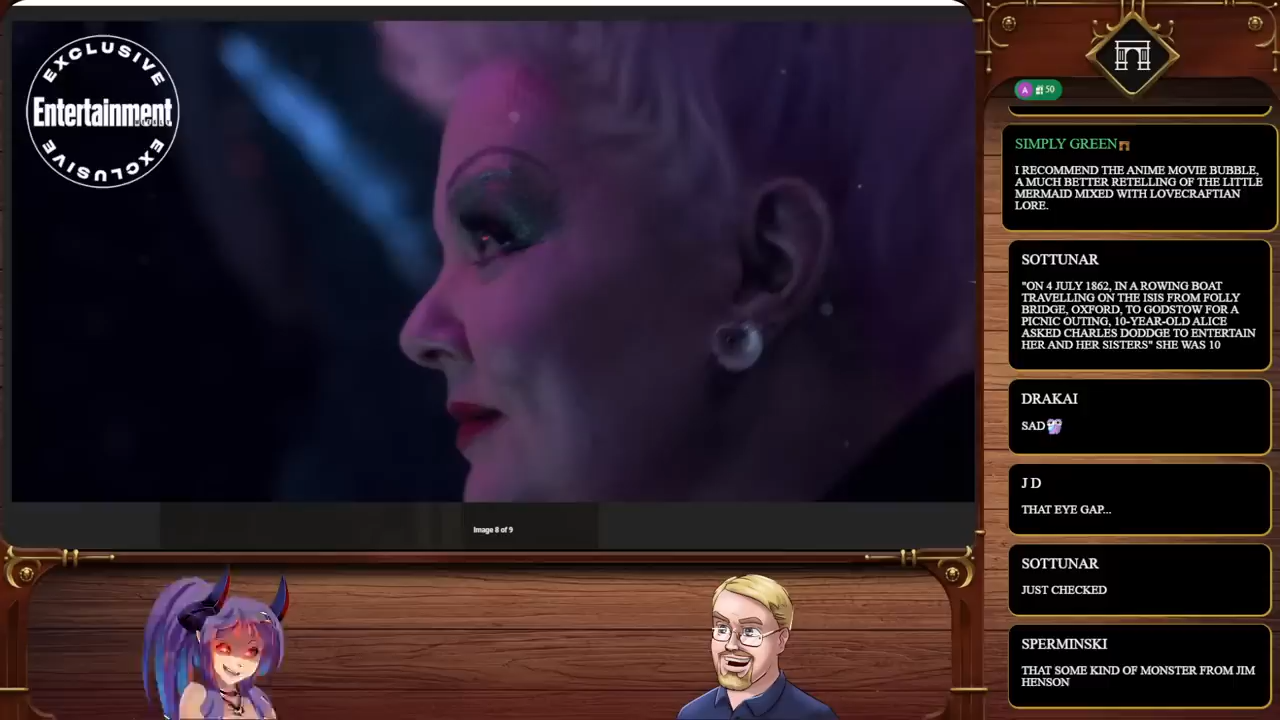 EXCLUSIVE
Entertainment
WEEKLY
EXCLUSIVE
Image 8 of 9
A 50
SIMPLY GREEN
I RECOMMEND THE ANIME MOVIE BUBBLE,
A MUCH BETTER RETELLING OF THE LITTLE
MERMAID MIXED WITH LOVECRAFTIAN
LORE.
SOTTUNAR
"ON 4 JULY 1862, IN A ROWING BOAT
TRAVELLING ON THE ISIS FROM FOLLY
BRIDGE, OXFORD, TO GODSTOW FOR A
PICNIC OUTING, 10-YEAR-OLD ALICE
ASKED CHARLES DODDGE TO ENTERTAIN
HER AND HER SISTERS" SHE WAS 10
DRAKAI
SAD
J D
THAT EYE GAP...
SOTTUNAR
JUST CHECKED
SPERMINSKI
THAT SOME KIND OF MONSTER FROM JIM
HENSON